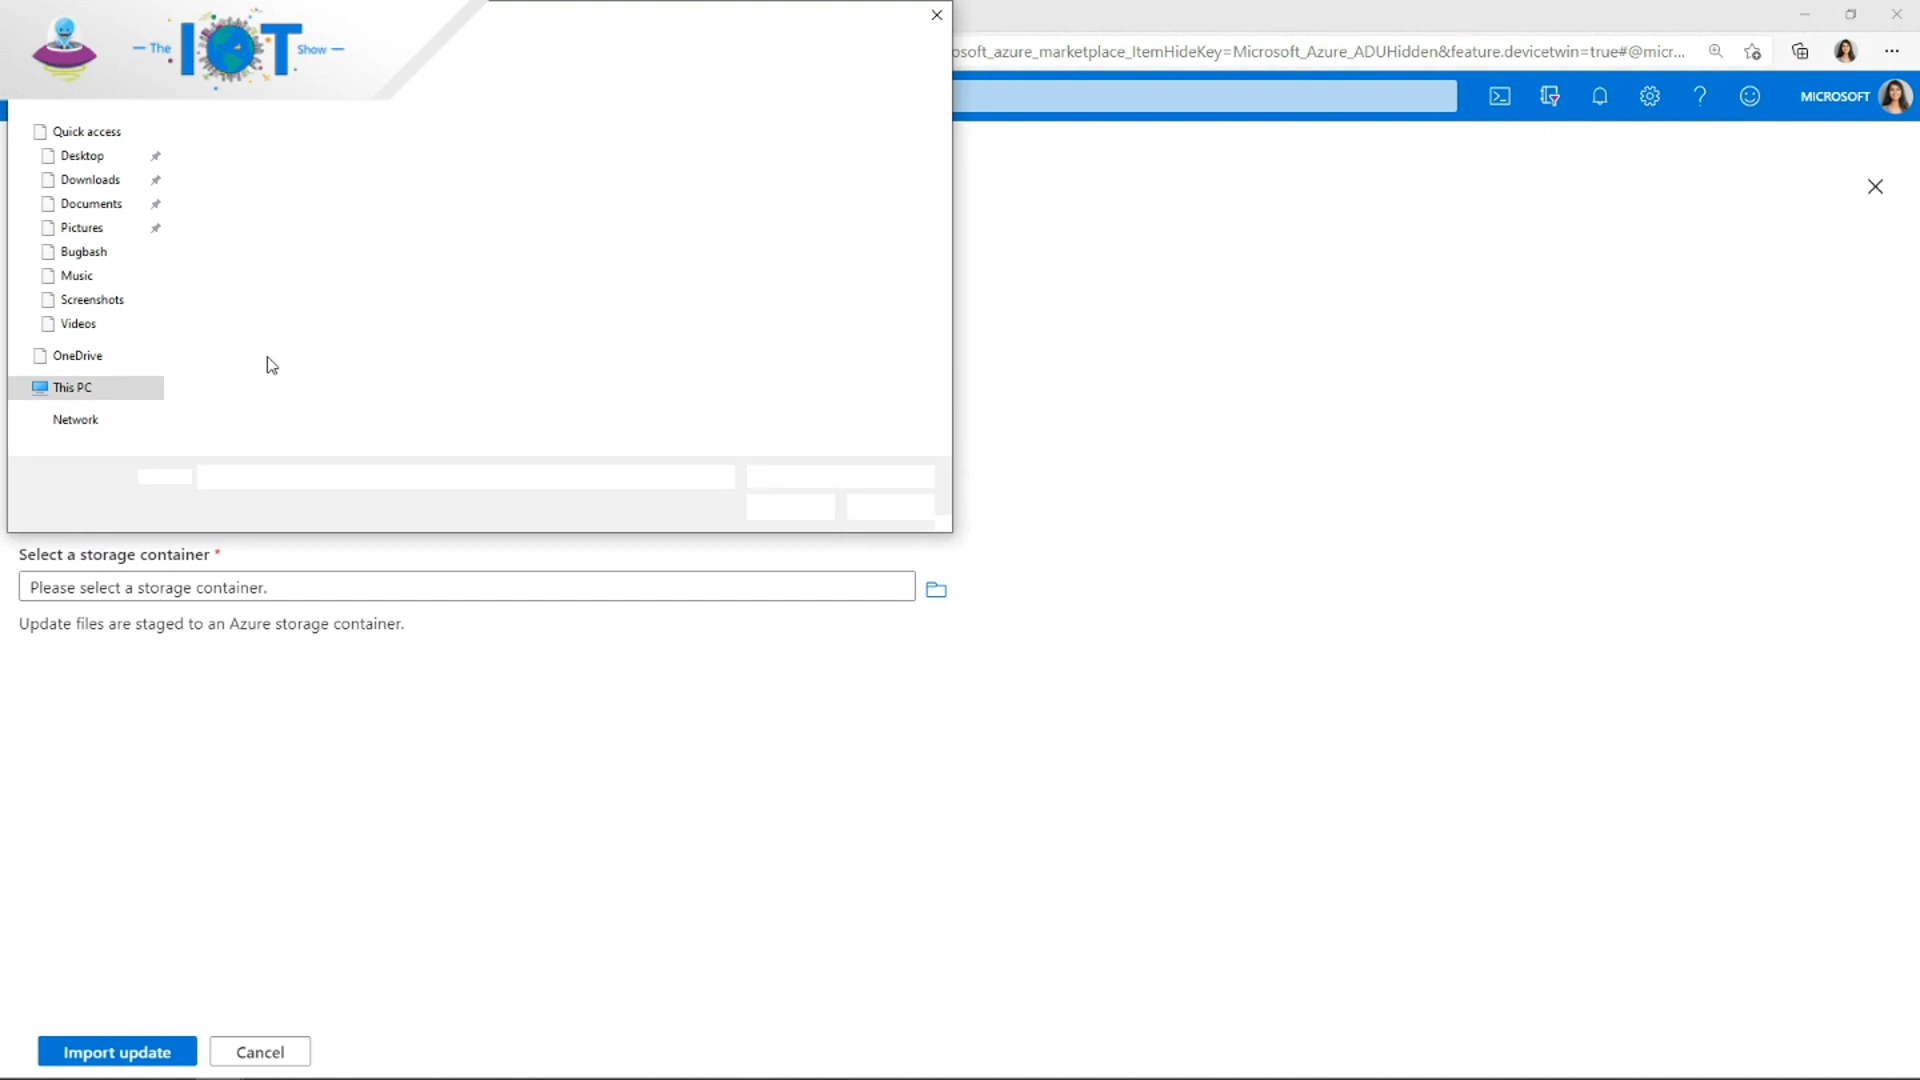 The IOT Show
osoft_azure_marketplace_ItemHideKey=Microsoft_Azure_ADUHidden&feature.devicetwin=true#@micr...
MICROSOFT
Quick access
Desktop
Downloads
Documents
Pictures
Bugbash
Music
Screenshots
Videos
OneDrive
This PC
Network
Select a storage container *
Please select a storage container.
Update files are staged to an Azure storage container.
Import update
Cancel